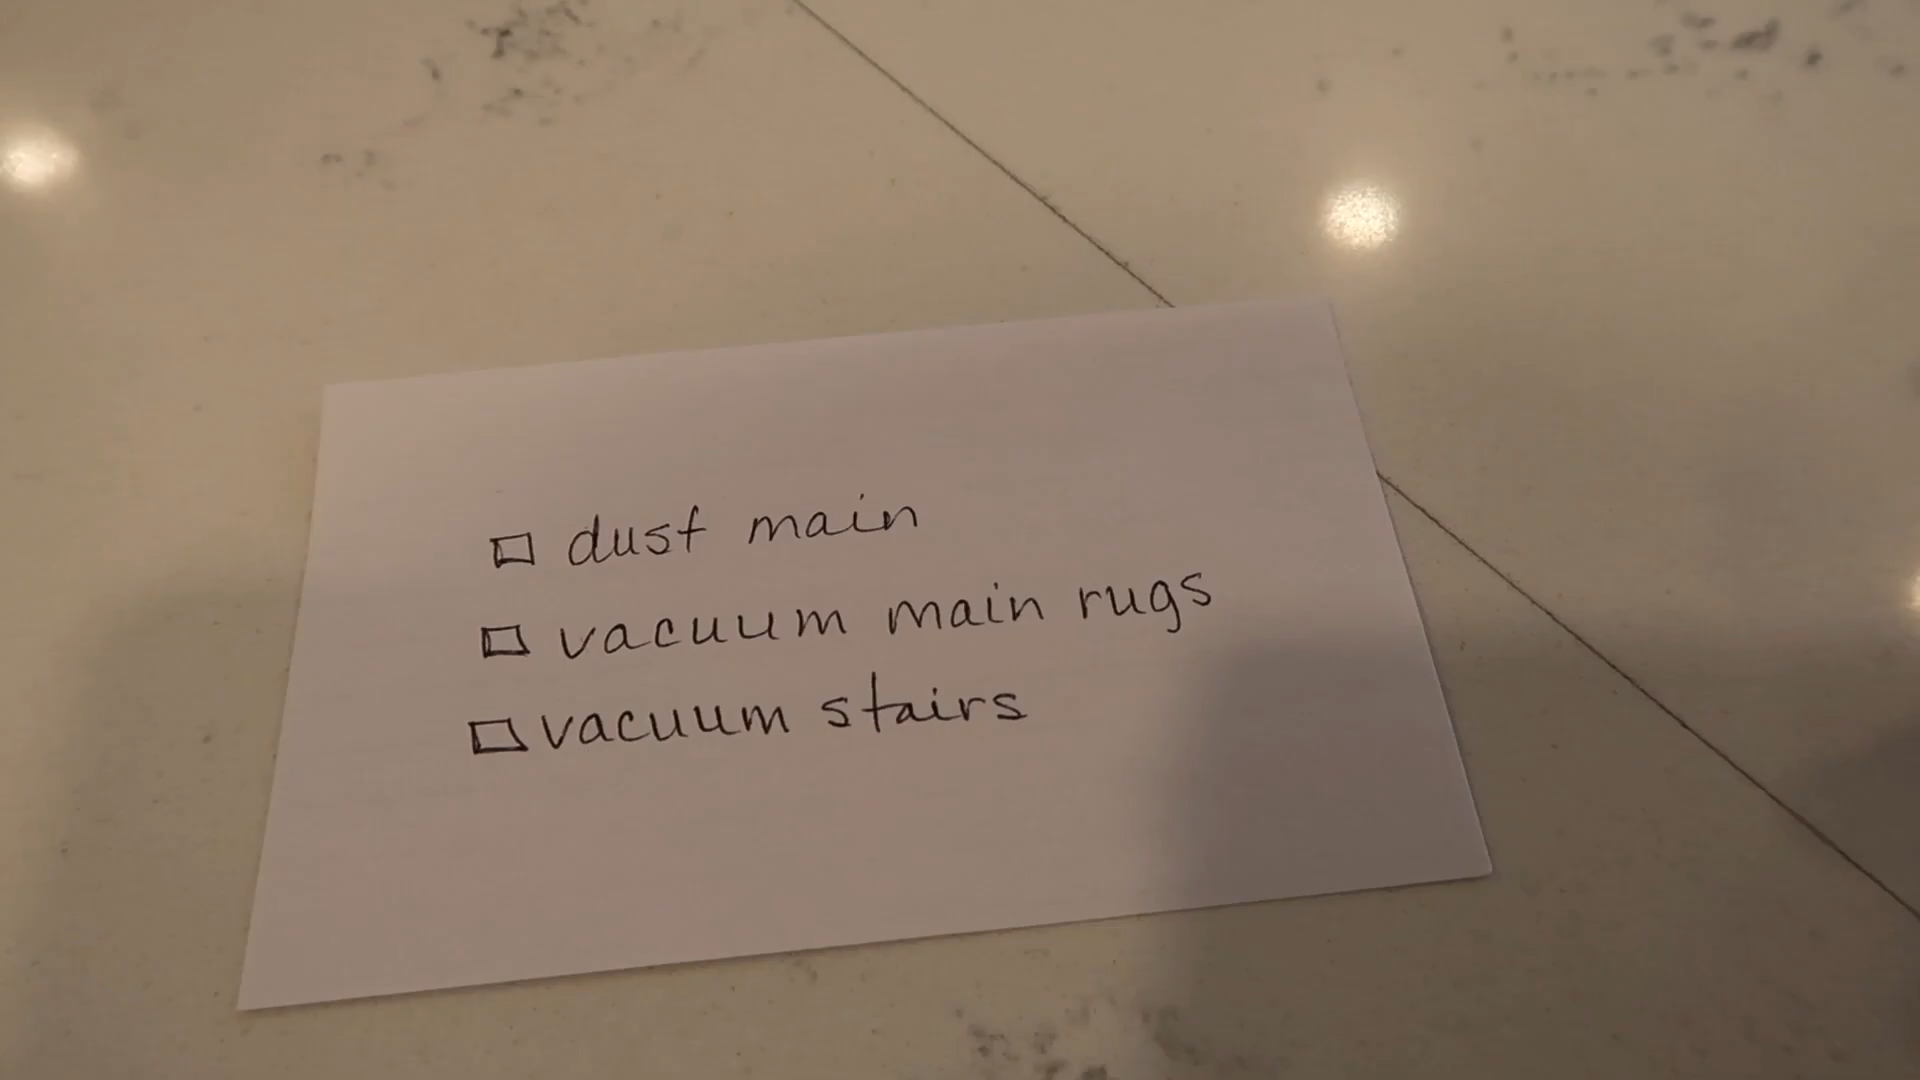 ☐ dust main
☐ vacuum main rugs
☐ vacuum stairs